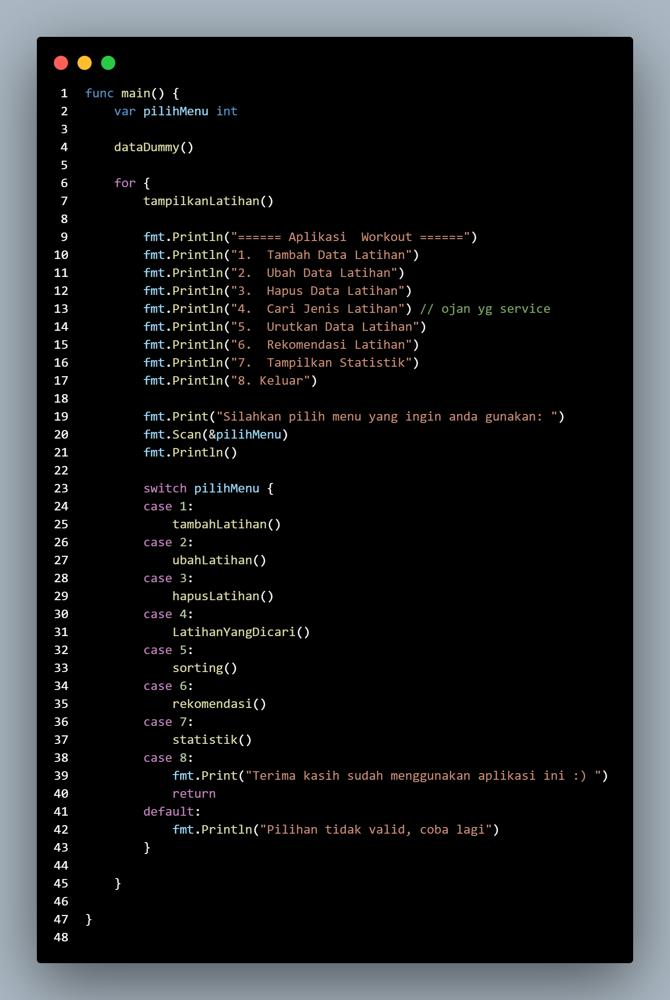 1 func main() {
2     var pilihMenu int
3
4     dataDummy()
5
6     for {
7         tampilkanLatihan()
8
9         fmt.Println("====== Aplikasi  Workout ======")
10         fmt.Println("1.  Tambah Data Latihan")
11         fmt.Println("2.  Ubah Data Latihan")
12         fmt.Println("3.  Hapus Data Latihan")
13         fmt.Println("4.  Cari Jenis Latihan") // ojan yg service
14         fmt.Println("5.  Urutkan Data Latihan")
15         fmt.Println("6.  Rekomendasi Latihan")
16         fmt.Println("7.  Tampilkan Statistik")
17         fmt.Println("8. Keluar")
18
19         fmt.Print("Silahkan pilih menu yang ingin anda gunakan: ")
20         fmt.Scan(&pilihMenu)
21         fmt.Println()
22
23         switch pilihMenu {
24         case 1:
25             tambahLatihan()
26         case 2:
27             ubahLatihan()
28         case 3:
29             hapusLatihan()
30         case 4:
31             LatihanYangDicari()
32         case 5:
33             sorting()
34         case 6:
35             rekomendasi()
36         case 7:
37             statistik()
38         case 8:
39             fmt.Print("Terima kasih sudah menggunakan aplikasi ini :) ")
40             return
41         default:
42             fmt.Println("Pilihan tidak valid, coba lagi")
43         }
44
45     }
46
47 }
48